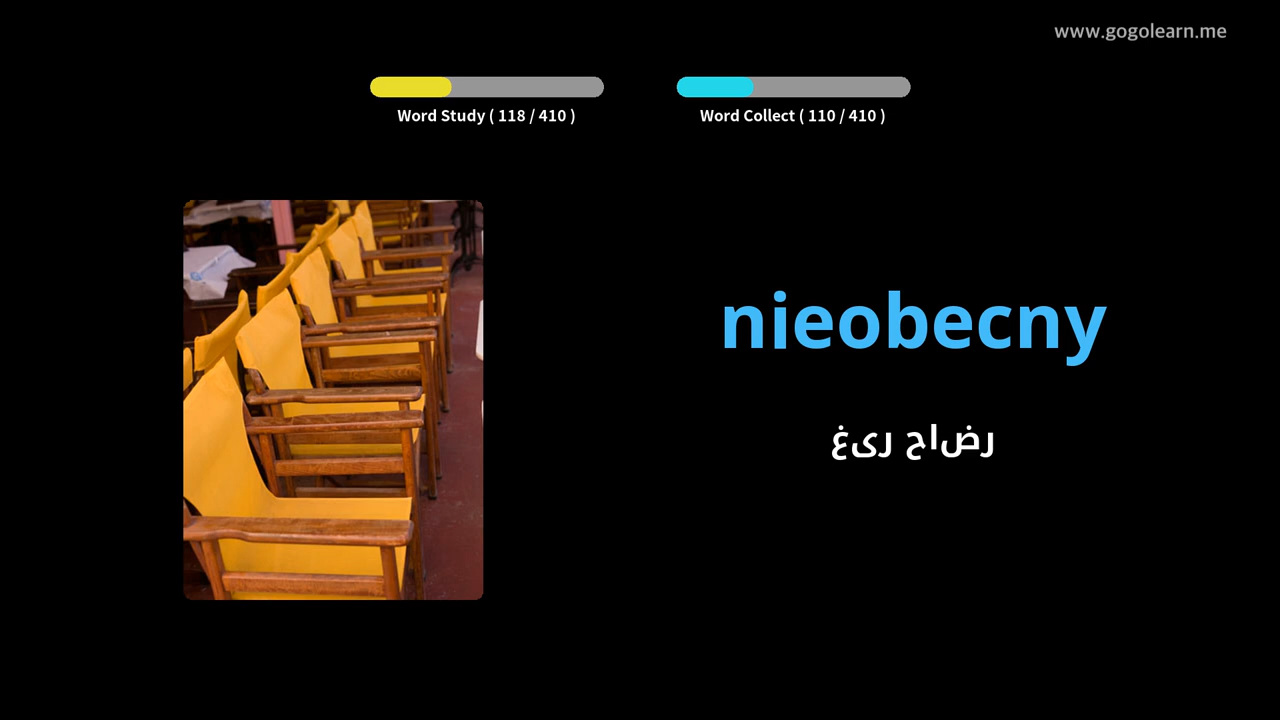 www.gogolearn.me
Word Study ( 118 / 410 )
Word Collect ( 110 / 410 )
nieobecny
رضاح ریغ